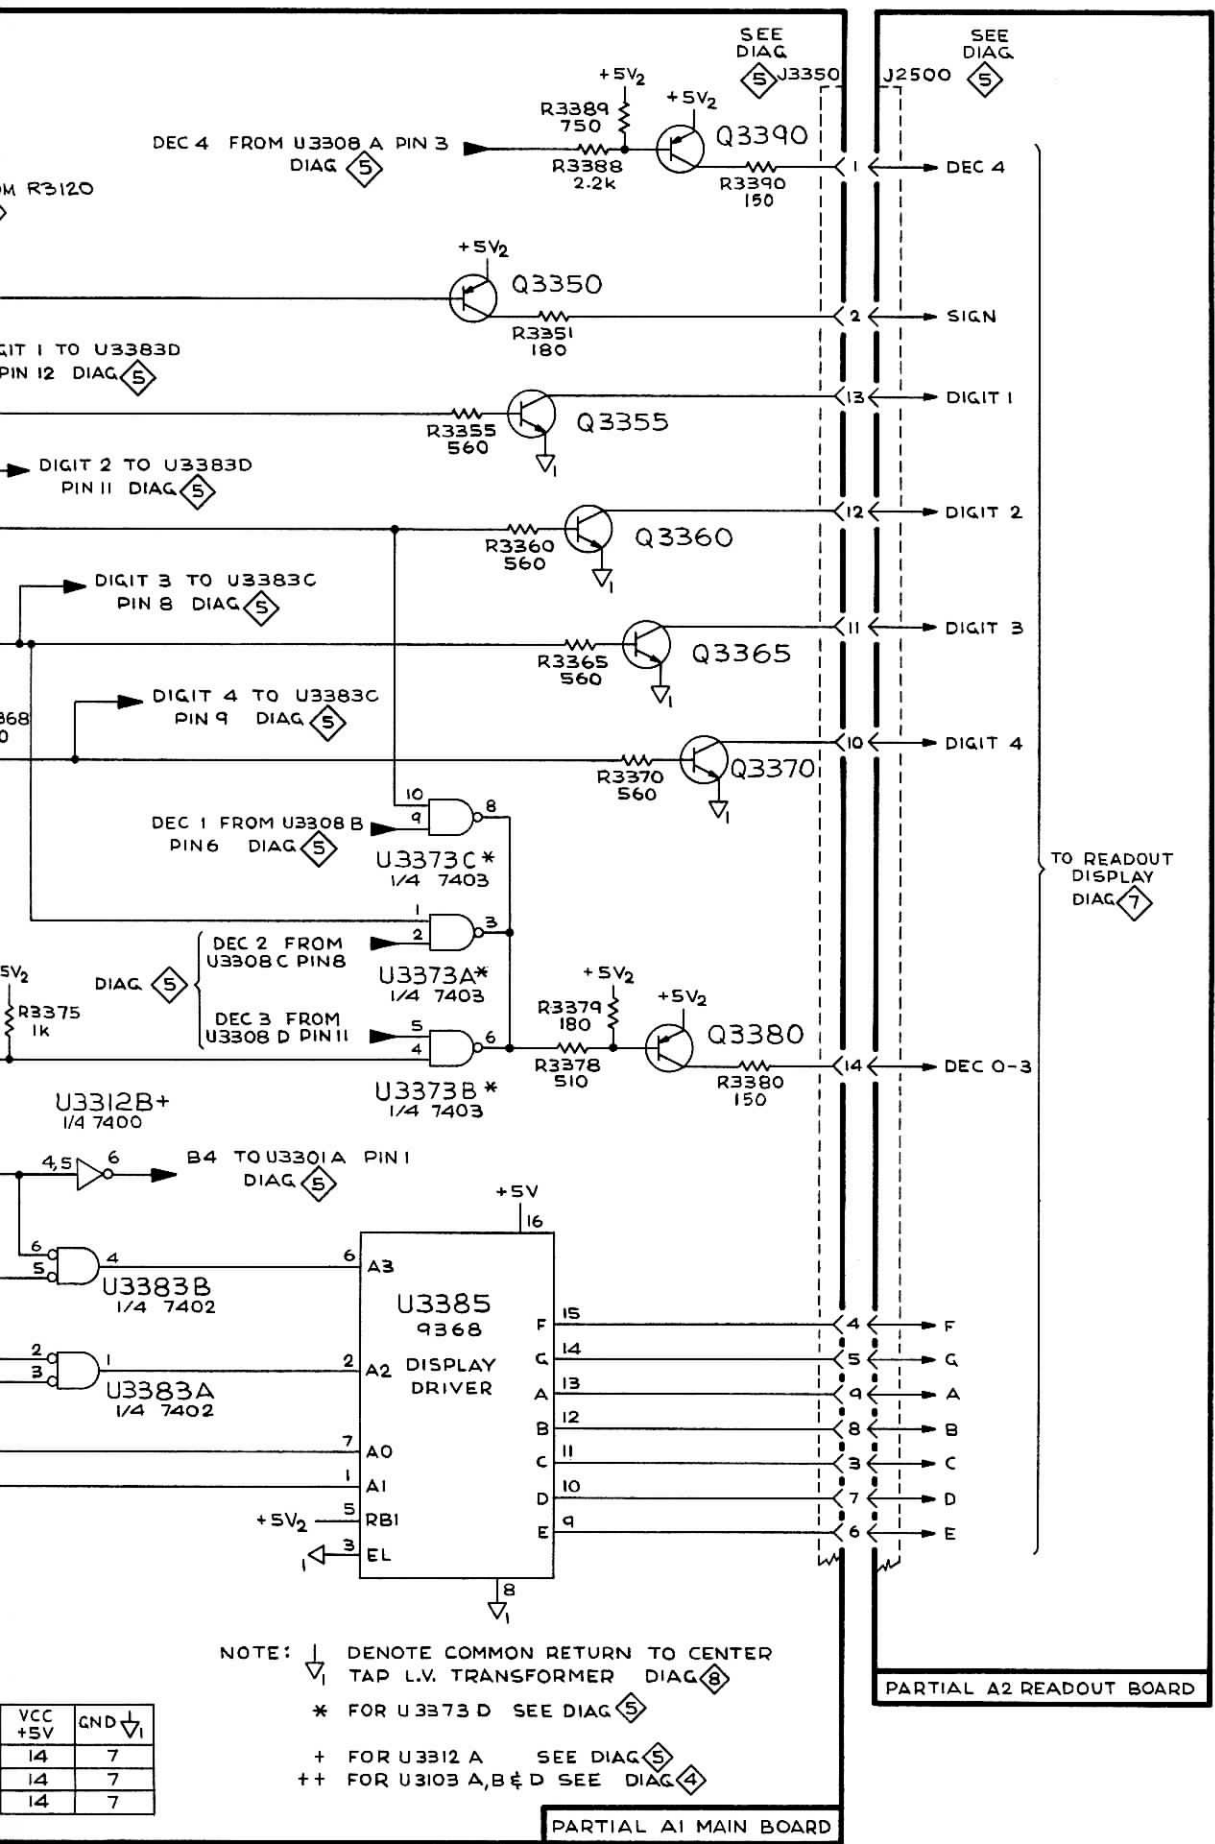 SEE
DIAG
5
J3350
J2500
SEE
DIAG
5
+5V2
R3389
750
+5V2
Q3390
DEC 4 FROM U3308 A PIN 3
DIAG 5
R3388
2.2K
R3390
150
1
DEC 4
R3120
+5V2
Q3350
R3351
180
2
SIGN
GIT 1 TO U3383D
PIN 12 DIAG 5
R3355
560
Q3355
1
13
DIGIT 1
DIGIT 2 TO U3383D
PIN 11 DIAG 5
R3360
560
Q3360
1
12
DIGIT 2
DIGIT 3 TO U3383C
PIN 8 DIAG 5
R3365
560
Q3365
1
11
DIGIT 3
DIGIT 4 TO U3383C
PIN 9 DIAG 5
368
0
R3370
560
Q3370
1
10
DIGIT 4
DEC 1 FROM U3308 B
PIN 6 DIAG 5
10
9
8
U3373C*
1/4 7403
TO READOUT
DISPLAY
DIAG 7
DEC 2 FROM
U3308 C PIN 8
1
2
3
U3373A*
1/4 7403
DIAG 5
DEC 3 FROM
U3308 D PIN 11
5
4
6
U3373B*
1/4 7403
5V2
R3375
1K
+5V2
R3379
180
R3378
510
+5V2
Q3380
R3380
150
14
DEC 0-3
U3312B+
1/4 7400
4,5
6
B4 TO U3301A PIN 1
DIAG 5
+5V
16
6
5
4
U3383B
1/4 7402
6
A3
U3385
9368
DISPLAY
DRIVER
2
3
1
U3383A
1/4 7402
2
A2
7
A0
1
A1
+5V2
5
RBI
1
3
EL
8
1
F
15
4
F
G
14
5
G
A
13
9
A
B
12
8
B
C
11
3
C
D
10
7
D
E
9
6
E
NOTE: 1 DENOTE COMMON RETURN TO CENTER
TAP L.V. TRANSFORMER DIAG 8
* FOR U3373 D SEE DIAG 5
+ FOR U3312 A SEE DIAG 5
++ FOR U3103 A,B & D SEE DIAG 4
VCC
+5V
GND 1
14 7
14 7
14 7
PARTIAL A2 READOUT BOARD
PARTIAL A1 MAIN BOARD